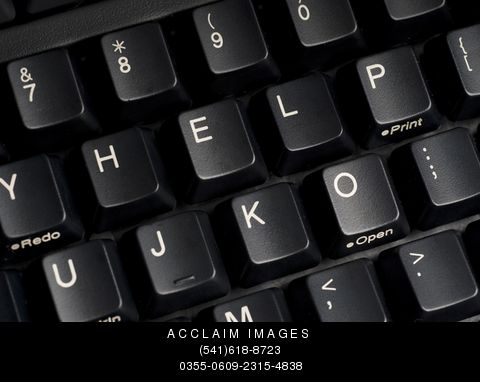 & * ( )
7 8 9 0
Y H E L P {
[
Print
Redo U J K O :
;
Open
M < >
, .
ACCLAIM IMAGES
(541)618-8723
0355-0609-2315-4838